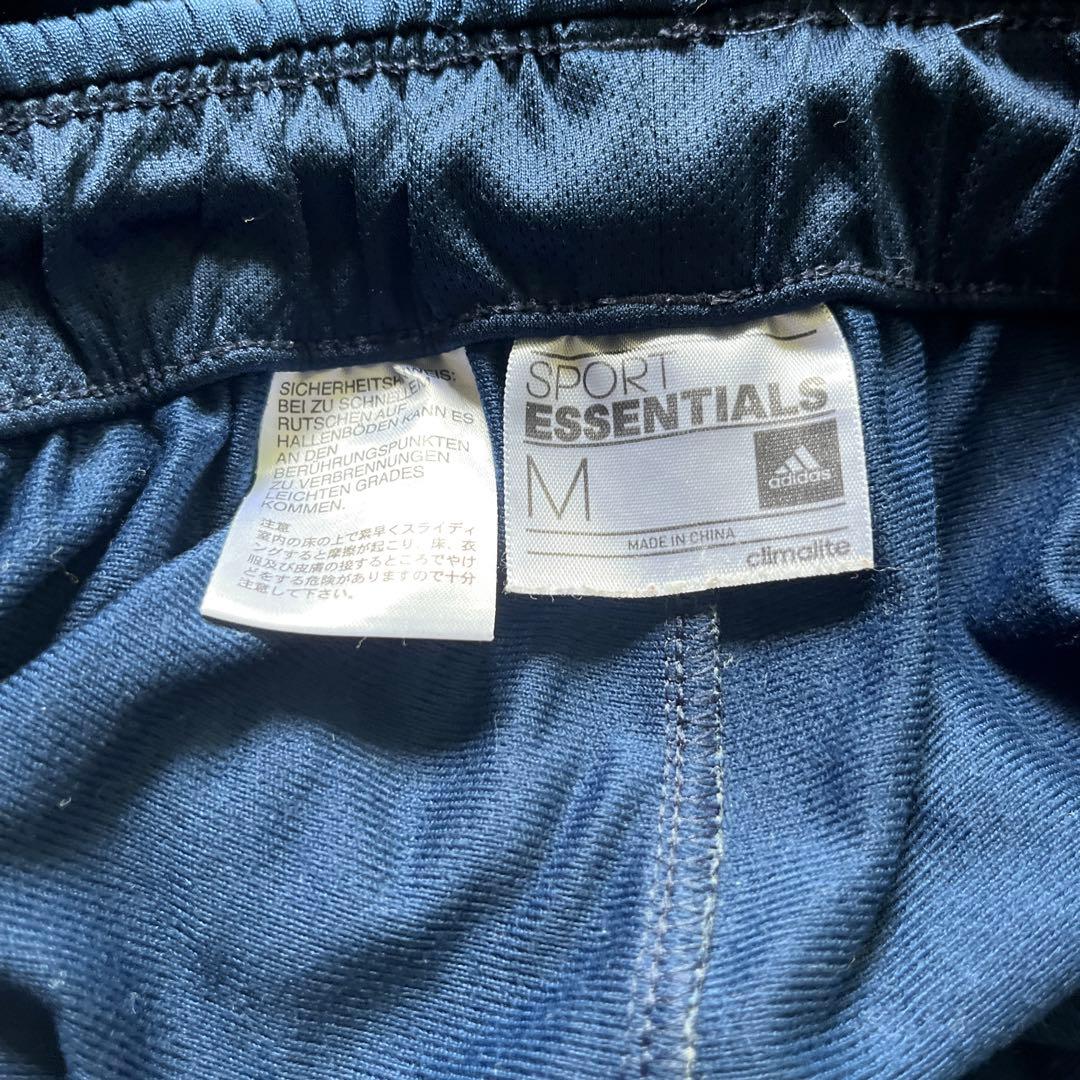 SICHERHEITSHINWEIS:
BEI ZU SCHNELLEM
RUTSCHEN AUF KANN ES
HALLENBÖDEN
AN DEN
BERÜHRUNGSPUNKTEN
ZU VERBRENNUNGEN
LEICHTEN GRADES
KOMMEN.
注意
室内の床の上で素早くスライディ
ングすると摩擦が起こり、床、衣
服及び皮膚の接するところでやけ
どをする危険がありますので十分
注意して下さい。
SPORT
ESSENTIALS
M
adidas
MADE IN CHINA
climalite